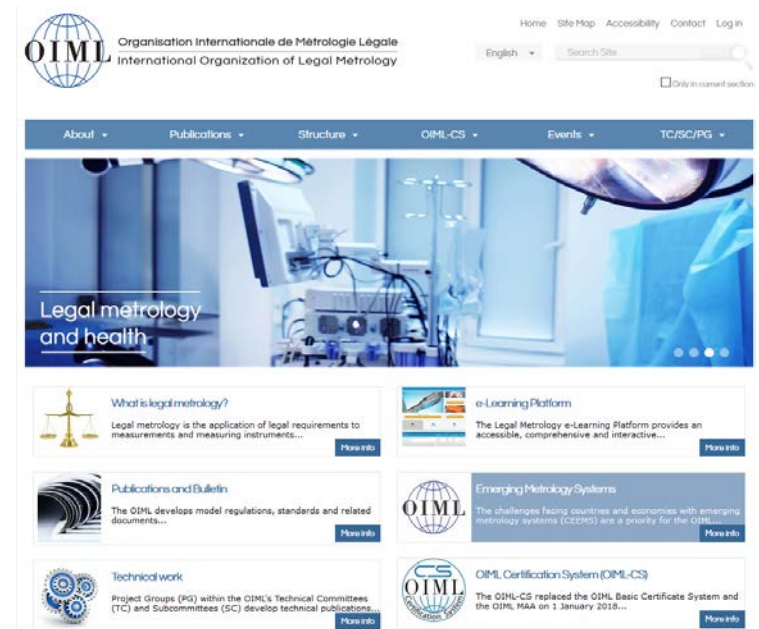 Home Site Map Accessibility Contact Log in
OIML
Organisation Internationale de Métrologie Légale
International Organization of Legal Metrology
English
Search Site
Only in current section
About Publications Structure OIML-CS Events TC/SC/PG
Legal metrology
and health
What is legal metrology?
Legal metrology is the application of legal requirements to
measurements and measuring instruments...
More info
e-Learning Platform
The Legal Metrology e-Learning Platform provides an
accessible, comprehensive and interactive...
More info
Publications and Bulletin
The OIML develops model regulations, standards and related
documents...
More info
OIML
Emerging Metrology Systems
The challenges facing countries and economies with emerging
metrology systems (CEEMS) are a priority for the OIML...
More info
Technical work
Project Groups (PG) within the OIML's Technical Committees
(TC) and Subcommittees (SC) develop technical publications...
More info
CS
OIML
Certification System
OIML Certification System (OIML-CS)
The OIML-CS replaced the OIML Basic Certificate System and
the OIML MAA on 1 January 2018...
More info